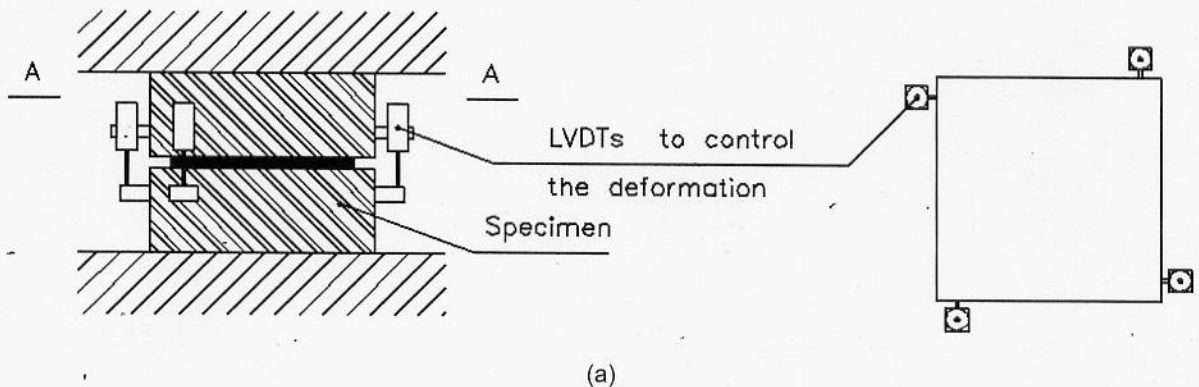 A
A
LVDTs to control
the deformation
Specimen
(a)